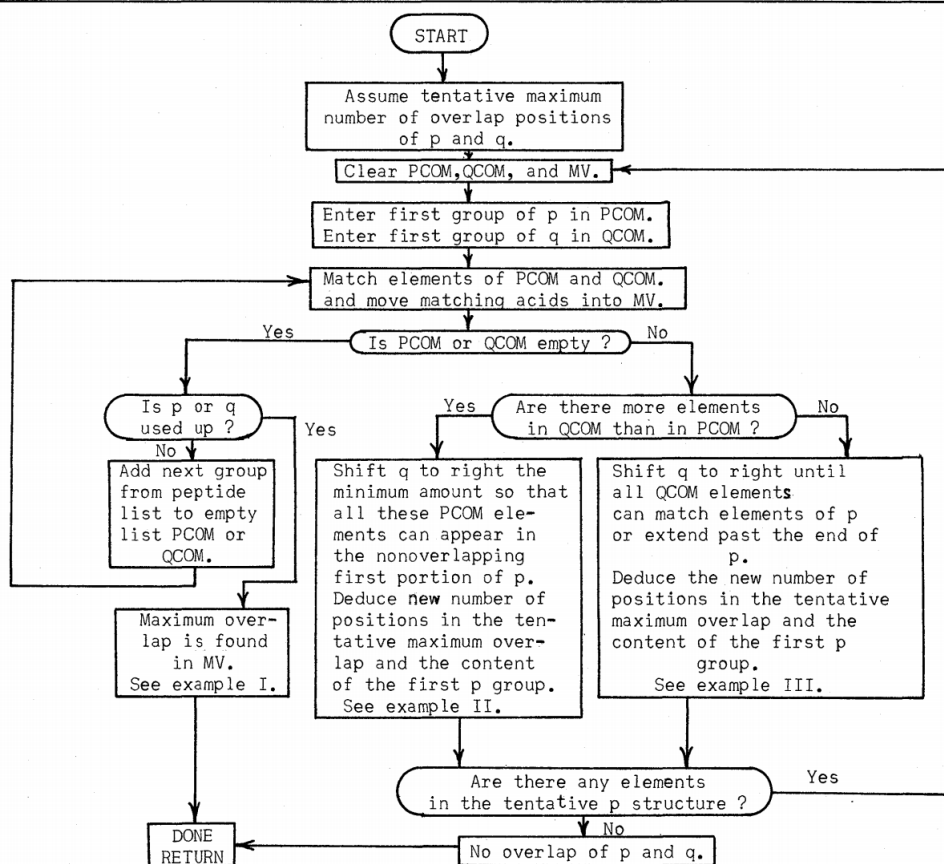 START
Assume tentative maximum
number of overlap positions
of p and q.
Clear PCOM,QCOM, and MV.
Enter first group of p in PCOM.
Enter first group of q in QCOM.
Match elements of PCOM and QCOM.
and move matching acids into MV.
Yes
Is PCOM or QCOM empty ?
No
Is p or q
used up ?
Yes
No
Add next group
from peptide
list to empty
list PCOM or
QCOM.
Maximum over-
lap is found
in MV.
See example I.
Yes
Are there more elements
in QCOM than in PCOM ?
No
Shift q to right the
minimum amount so that
all these PCOM ele-
ments can appear in
the nonoverlapping
first portion of p.
Deduce new number of
positions in the ten-
tative maximum over-
lap and the content
of the first p group.
See example II.
Shift q to right until
all QCOM elements
can match elements of p
or extend past the end of
p.
Deduce the new number of
positions in the tentative
maximum overlap and the
content of the first p
group.
See example III.
Are there any elements
in the tentative p structure ?
Yes
No
No overlap of p and q.
DONE
RETURN